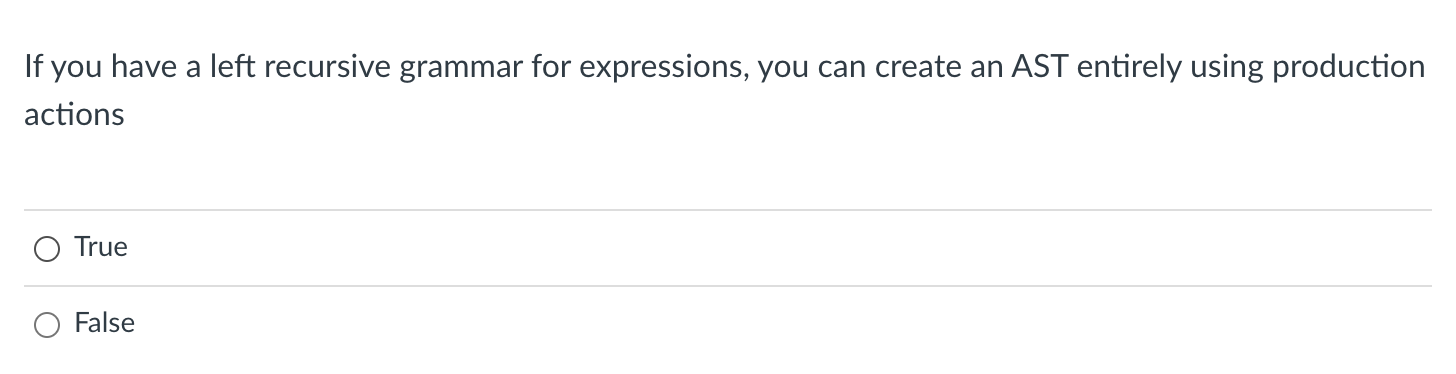 If you have a left recursive grammar for expressions, you can create an AST entirely using production
actions
True
False